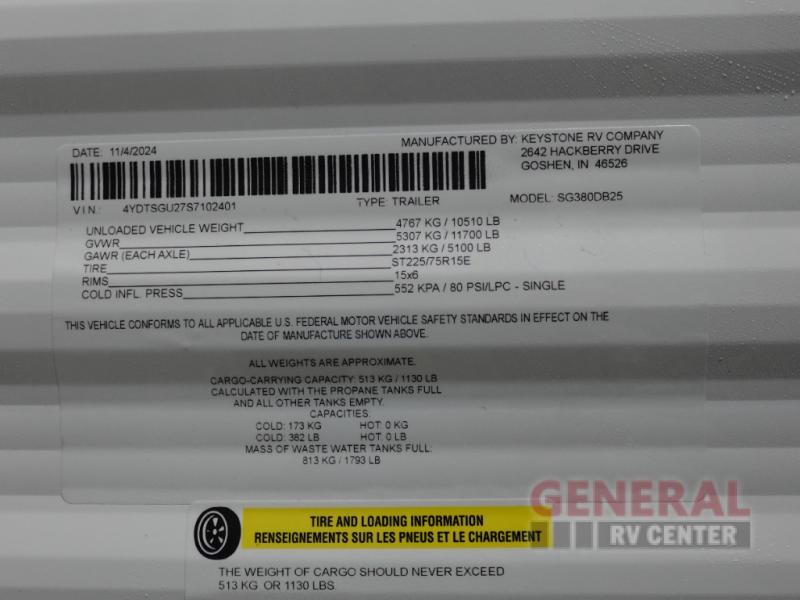 DATE: 11/4/2024
MANUFACTURED BY: KEYSTONE RV COMPANY
2642 HACKBERRY DRIVE
GOSHEN, IN 46526
VIN: 4YDTSGU27S7102401 TYPE: TRAILER MODEL: SG380DB25
UNLOADED VEHICLE WEIGHT 4767 KG / 10510 LB
GVWR 5307 KG / 11700 LB
GAWR (EACH AXLE) 2313 KG / 5100 LB
TIRE ST225/75R15E
RIMS 15x6
COLD INFL. PRESS 552 KPA / 80 PSI/LPC - SINGLE
THIS VEHICLE CONFORMS TO ALL APPLICABLE U.S. FEDERAL MOTOR VEHICLE SAFETY STANDARDS IN EFFECT ON THE
DATE OF MANUFACTURE SHOWN ABOVE.
ALL WEIGHTS ARE APPROXIMATE.
CARGO-CARRYING CAPACITY: 513 KG / 1130 LB
CALCULATED WITH THE PROPANE TANKS FULL
AND ALL OTHER TANKS EMPTY.
CAPACITIES:
COLD: 173 KG HOT: 0 KG
COLD: 382 LB HOT: 0 LB
MASS OF WASTE WATER TANKS FULL:
813 KG / 1793 LB
GENERAL
RV CENTER
TIRE AND LOADING INFORMATION
RENSEIGNEMENTS SUR LES PNEUS ET LE CHARGEMENT
THE WEIGHT OF CARGO SHOULD NEVER EXCEED
513 KG OR 1130 LBS.